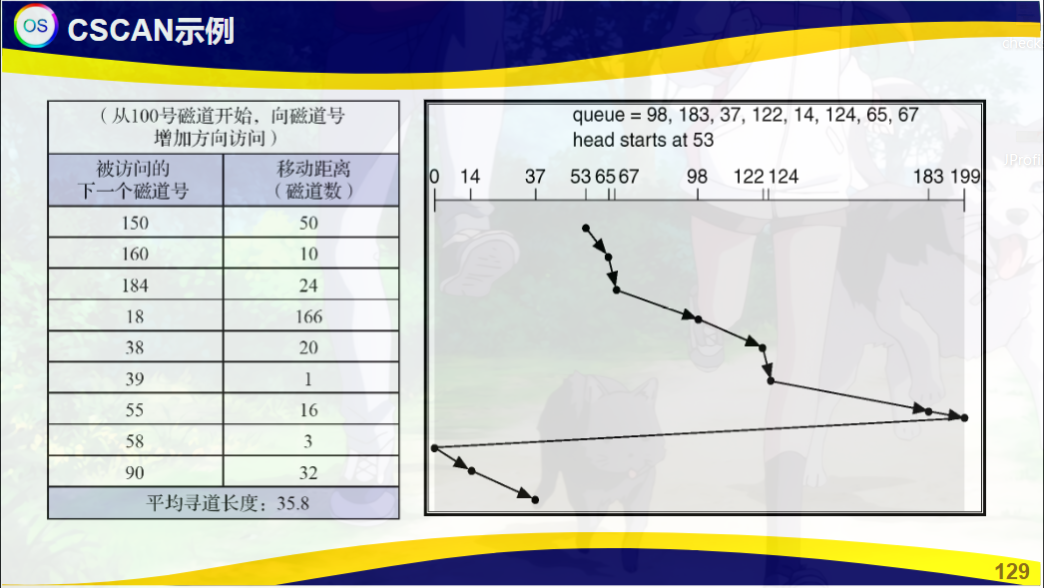 OS CSCAN示例
check
（从100号磁道开始，向磁道号
增加方向访问）
被访问的 移动距离
下一个磁道号 （磁道数）
150 50
160 10
184 24
18 166
38 20
39 1
55 16
58 3
90 32
平均寻道长度：35.8
queue = 98, 183, 37, 122, 14, 124, 65, 67
head starts at 53
0 14 37 53 65 67 98 122 124 183 199
JProfi
129